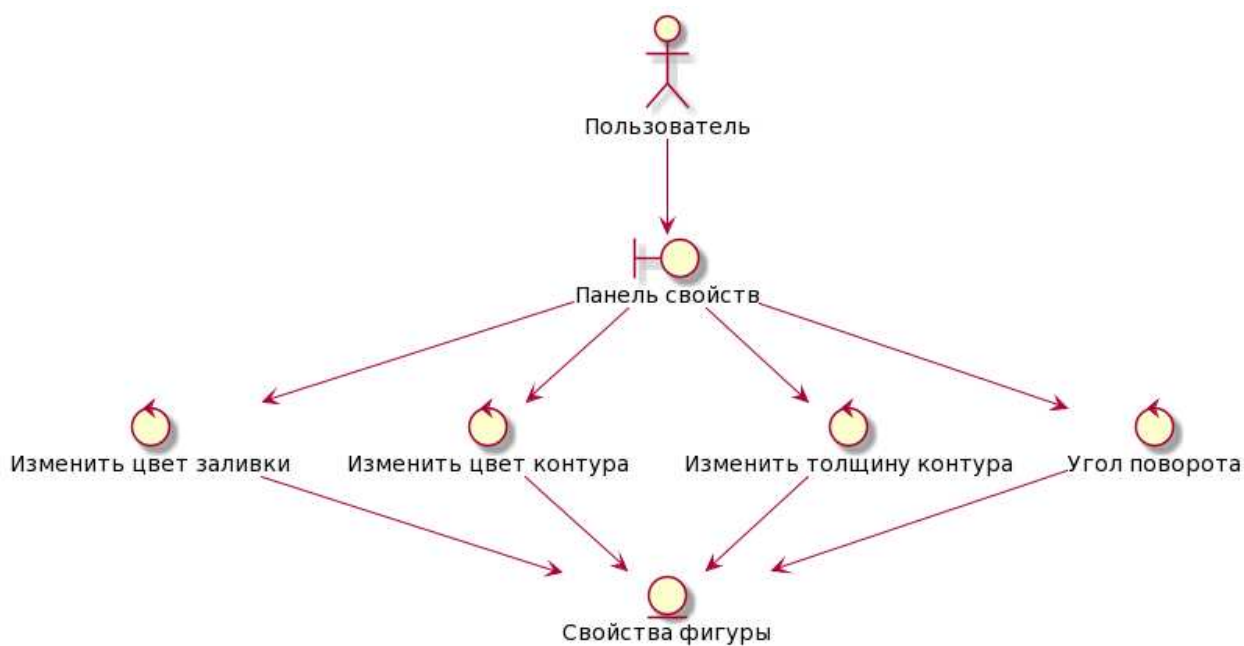 Пользователь
Панель свойств
Изменить цвет заливки
Изменить цвет контура
Изменить толщину контура
Угол поворота
Свойства фигуры